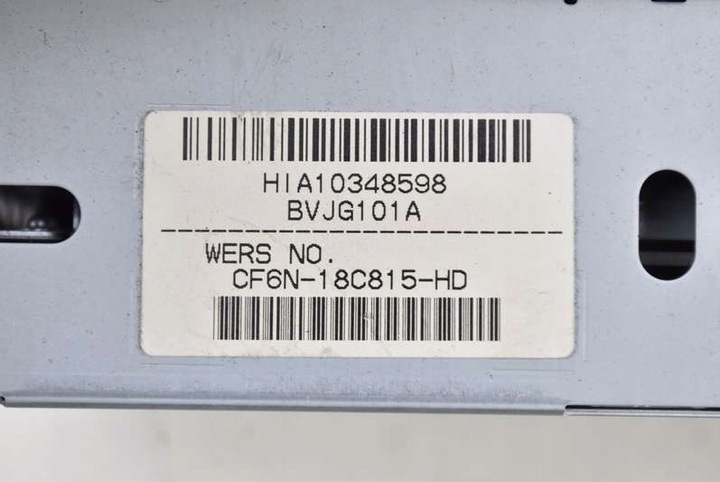 HIA10348598
BVJG101A
WERS NO.
CF6N-18C815-HD